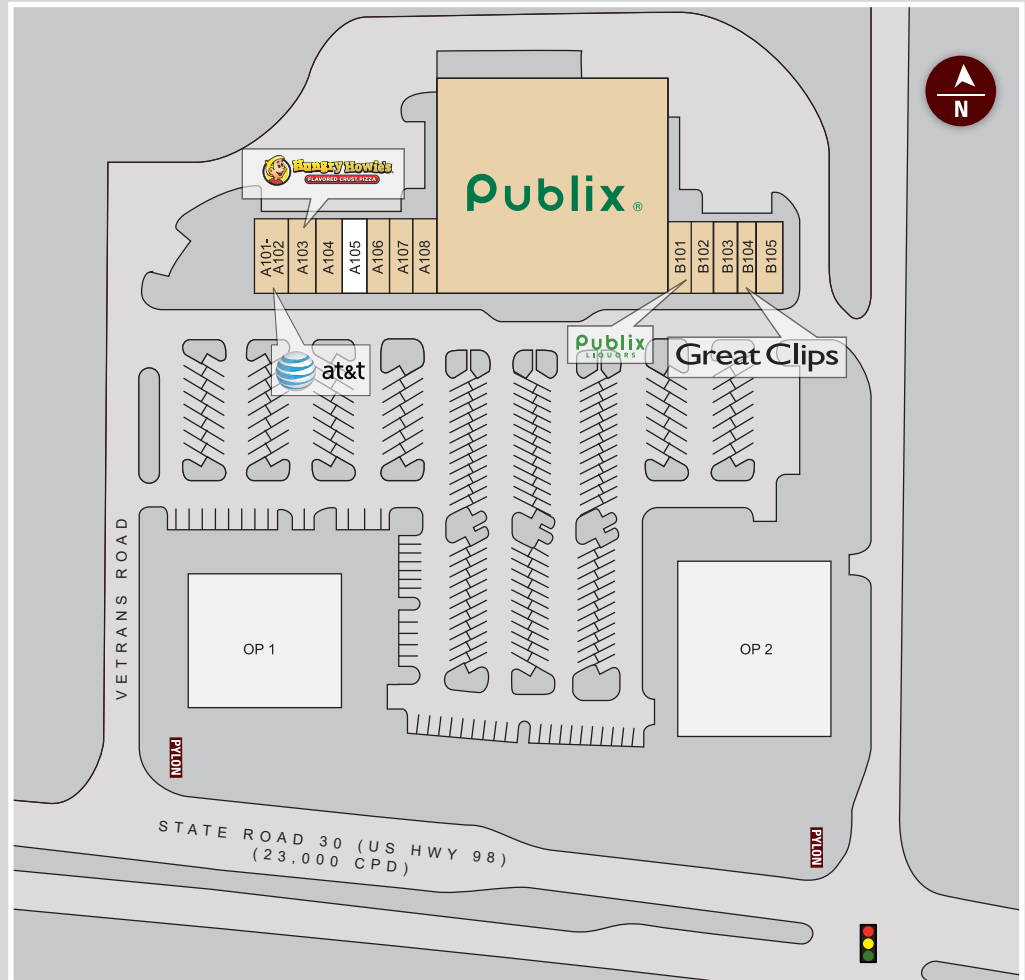 N
Hungry Howie's
FLAVORED CRUST PIZZA
Publix®
A101-
A102
A103
A104
A105
A106
A107
A108
B101
B102
B103
B104
B105
at&t
Publix
LIQUORS
Great Clips
VETRANS ROAD
OP 1
OP 2
PYLON
PYLON
STATE ROAD 30 (US HWY 98)
(23,000 CPD)